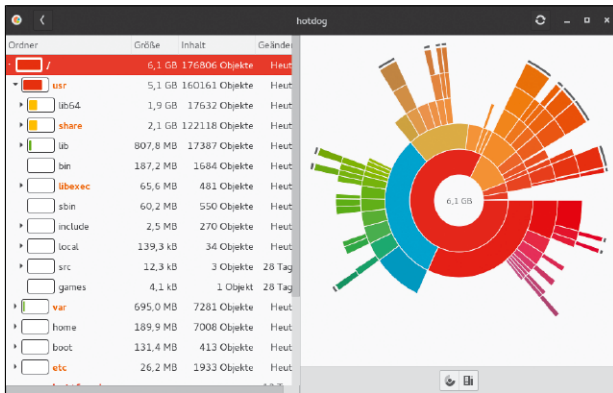 hotdog
Ordner Größe Inhalt Geänder
/ 6,1 GB 176806 Objekte Heut
usr 5,1 GB 160161 Objekte Heut
lib64 1,9 GB 17632 Objekte Heut
share 2,1 GB 122118 Objekte Heut
lib 807,8 MB 17387 Objekte Heut
bin 187,2 MB 1684 Objekte Heut
libexec 65,6 MB 481 Objekte Heut
sbin 60,2 MB 550 Objekte Heut
include 2,5 MB 270 Objekte Heut
local 139,3 kB 34 Objekte Heut
src 12,3 kB 3 Objekte 28 Tag
games 4,1 kB 1 Objekt 28 Tag
var 695,0 MB 7281 Objekte Heut
home 189,9 MB 7008 Objekte Heut
boot 131,4 MB 413 Objekte Heut
etc 26,2 MB 1933 Objekte Heut
6,1 GB